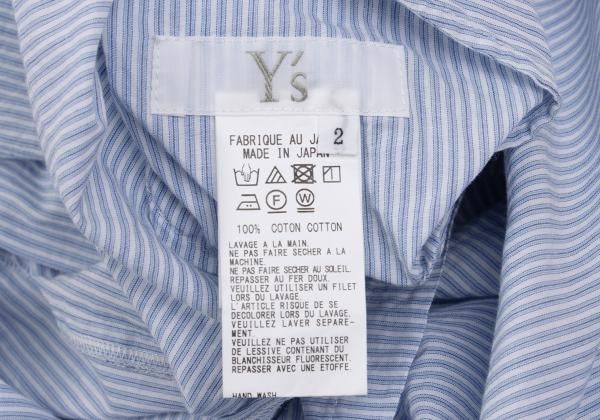 Y's
2
FABRIQUE AU JA
MADE IN JAPAN
100% COTON COTTON
LAVAGE A LA MAIN.
NE PAS FAIRE SECHER A LA
MACHINE.
NE PAS FAIRE SECHER AU SOLEIL.
REPASSER AU FER DOUX.
VEUILLEZ UTILISER UN FILET
LORS DU LAVAGE.
L'ARTICLE RISQUE DE SE
DECOLORER LORS DU LAVAGE.
VEUILLEZ LAVER SEPARE-
MENT
VEUILLEZ NE PAS UTILISER
DE LESSIVE CONTENANT DU
BLANCHISSEUR FLUORESCENT.
REPASSER AVEC UNE ETOFFE.
HAND WASH